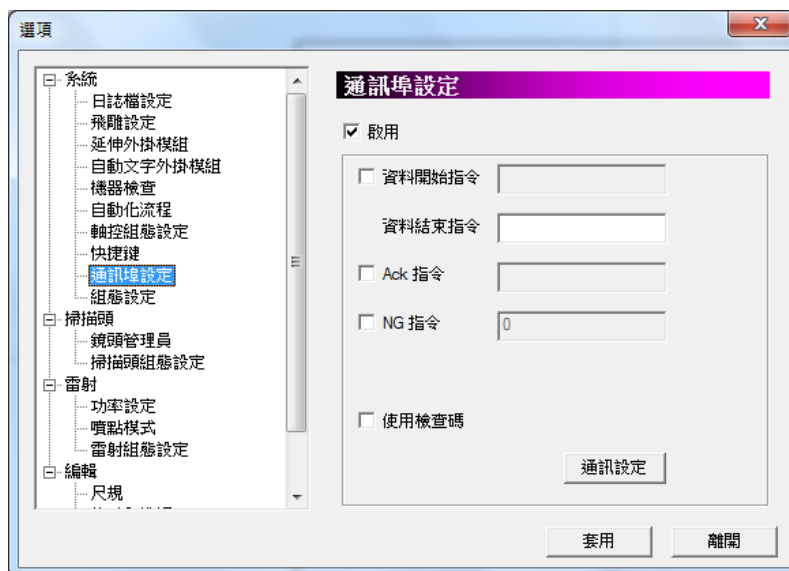 選項
系統
日誌檔設定
飛雕設定
延伸外掛模組
自動文字外掛模組
機器檢查
自動化流程
軸控組態設定
快捷鍵
通訊埠設定
組態設定
掃描頭
鏡頭管理員
掃描頭組態設定
雷射
功率設定
噴點模式
雷射組態設定
編輯
尺規
通訊埠設定
啟用
資料開始指令
資料結束指令
Ack 指令
NG 指令 0
使用檢查碼
通訊設定
套用 離開